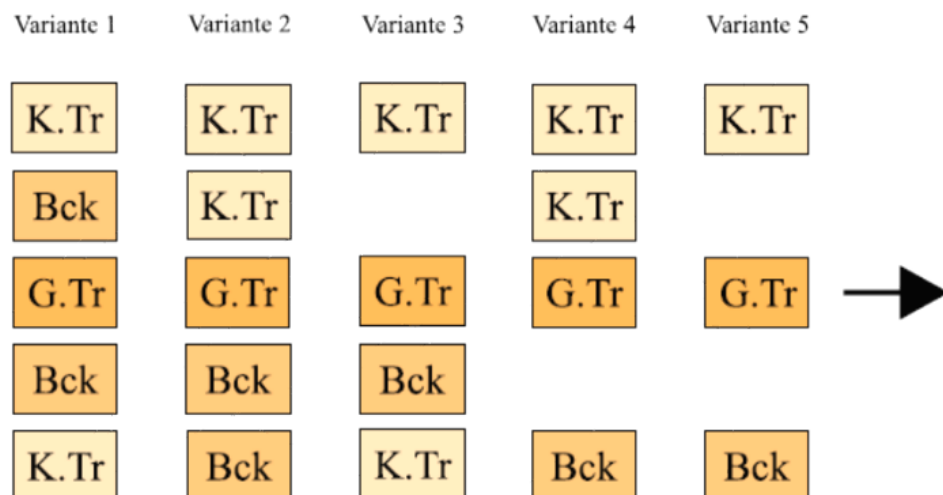 Variante 1 Variante 2 Variante 3 Variante 4 Variante 5
K.Tr K.Tr K.Tr K.Tr K.Tr
Bck K.Tr K.Tr
G.Tr G.Tr G.Tr G.Tr G.Tr
Bck Bck Bck
K.Tr Bck K.Tr Bck Bck